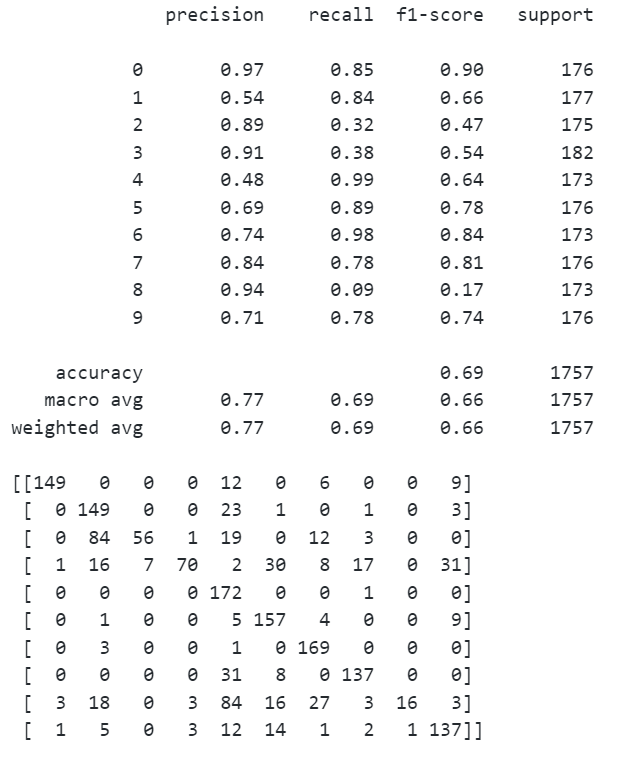 precision recall f1-score support
0 0.97 0.85 0.90 176
1 0.54 0.84 0.66 177
2 0.89 0.32 0.47 175
3 0.91 0.38 0.54 182
4 0.48 0.99 0.64 173
5 0.69 0.89 0.78 176
6 0.74 0.98 0.84 173
7 0.84 0.78 0.81 176
8 0.94 0.09 0.17 173
9 0.71 0.78 0.74 176
accuracy 0.69 1757
macro avg 0.77 0.69 0.66 1757
weighted avg 0.77 0.69 0.66 1757
[[149 0 0 0 12 0 6 0 0 9]
[ 0 149 0 0 23 1 0 1 0 3]
[ 0 84 56 1 19 0 12 3 0 0]
[ 1 16 7 70 2 30 8 17 0 31]
[ 0 0 0 0 172 0 0 1 0 0]
[ 0 1 0 0 5 157 4 0 0 9]
[ 0 3 0 0 1 0 169 0 0 0]
[ 0 0 0 0 31 8 0 137 0 0]
[ 3 18 0 3 84 16 27 3 16 3]
[ 1 5 0 3 12 14 1 2 1 137]]